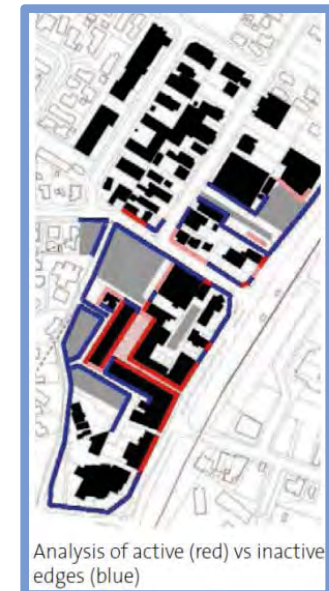 Analysis of active (red) vs inactive
edges (blue)